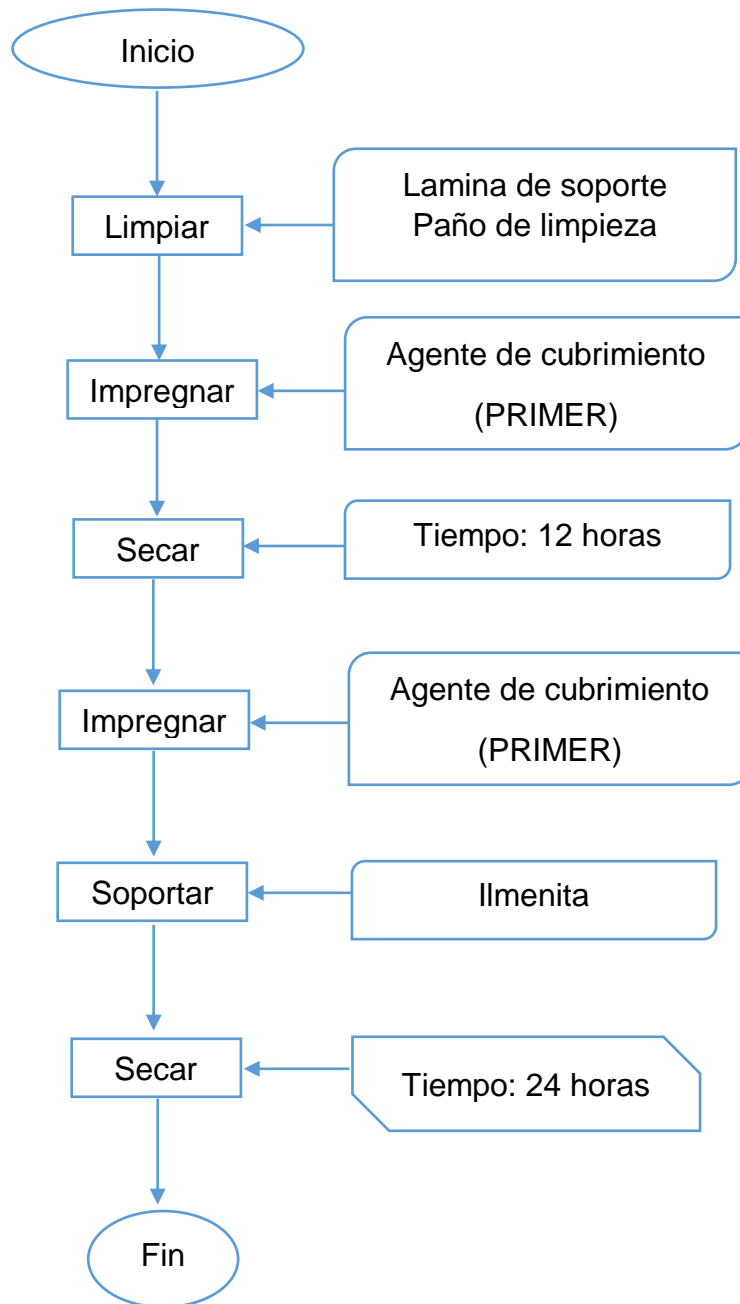 Inicio
Limpiar
Lamina de soporte
Paño de limpieza
Impregnar
Agente de cubrimiento
(PRIMER)
Secar
Tiempo: 12 horas
Impregnar
Agente de cubrimiento
(PRIMER)
Soportar
Ilmenita
Secar
Tiempo: 24 horas
Fin